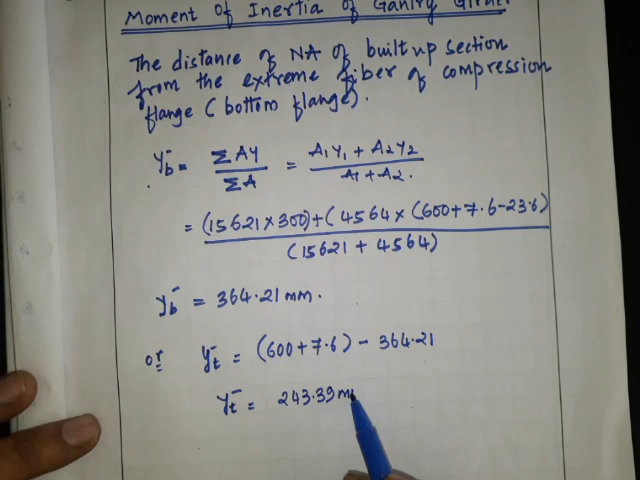 Moment of Inertia of Gantry Girder
The distance of NA of built up section
from the extreme fiber of compression
flange (bottom flange).
ȳb = ΣAY / ΣA = A1Y1 + A2Y2 / A1 + A2.
= (15621×300)+(4564×(600+7.6-23.6) / (15621 + 4564)
ȳb = 364.21 mm.
or ȳt = (600+7.6) - 364.21
ȳt = 243.39 m